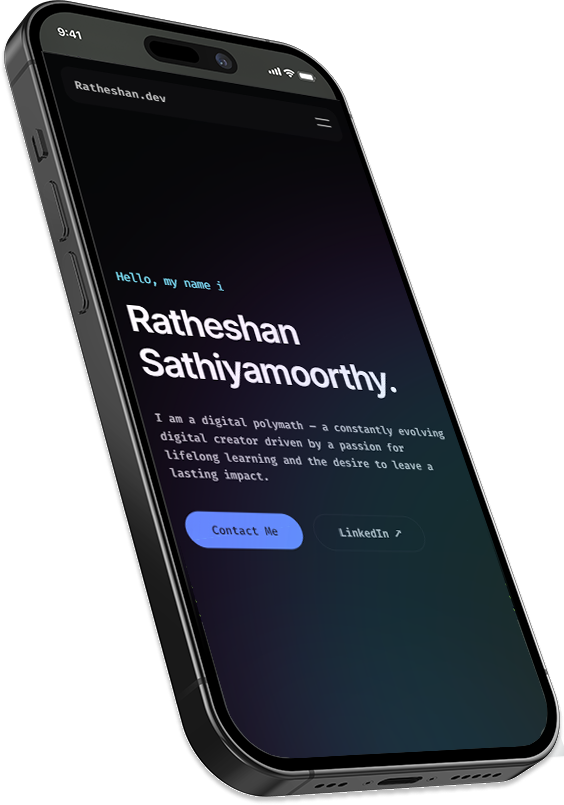 9:41
Ratheshan.dev
Hello, my name i
Ratheshan
Sathiyamoorthy.
I am a digital polymath — a constantly evolving
digital creator driven by a passion for
lifelong learning and the desire to leave a
lasting impact.
Contact Me
LinkedIn ↗